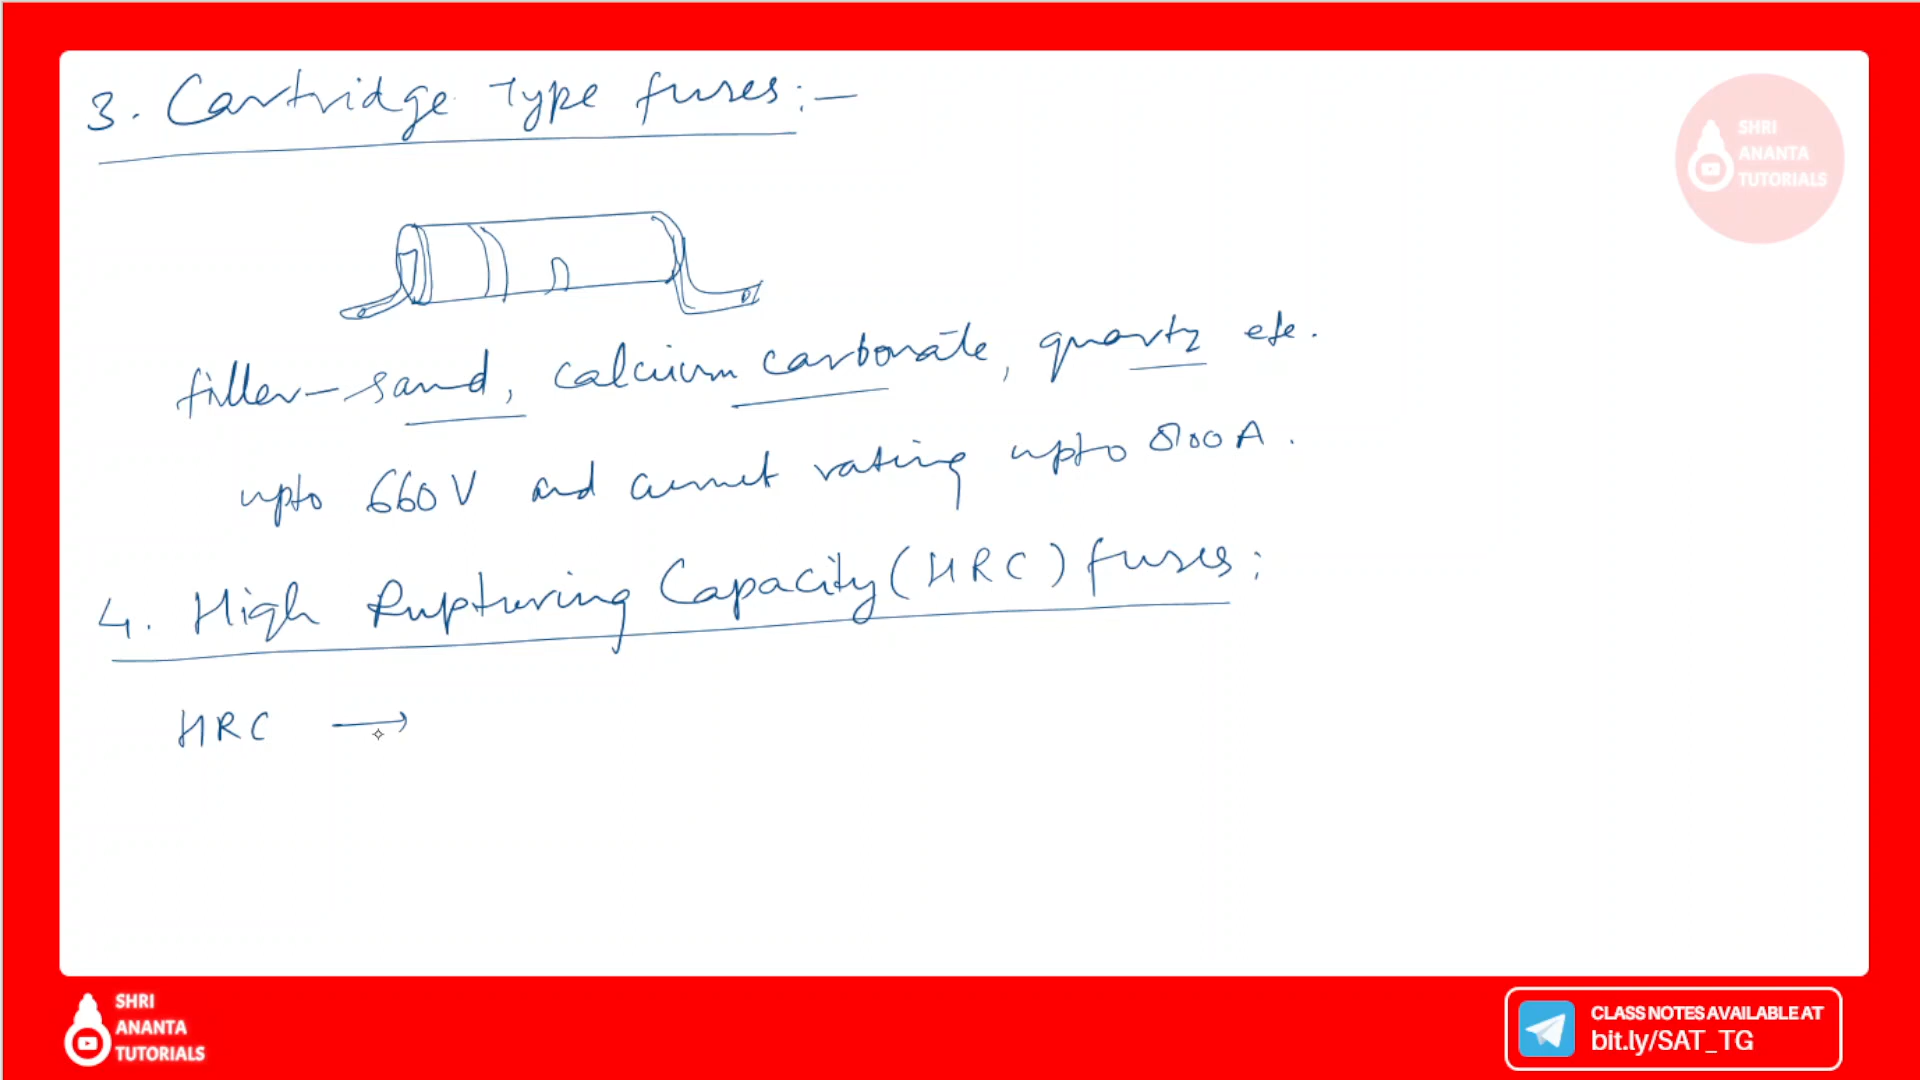 3. Cartridge Type fuses:-
SHRI
ANANTA
TUTORIALS
filler-sand, calcium carbonate, quartz etc.
upto 660V and current rating upto 800A.
4. High Rupturing Capacity (HRC) fuses:
HRC →
SHRI
ANANTA
TUTORIALS
CLASS NOTES AVAILABLE AT
bit.ly/SAT_TG